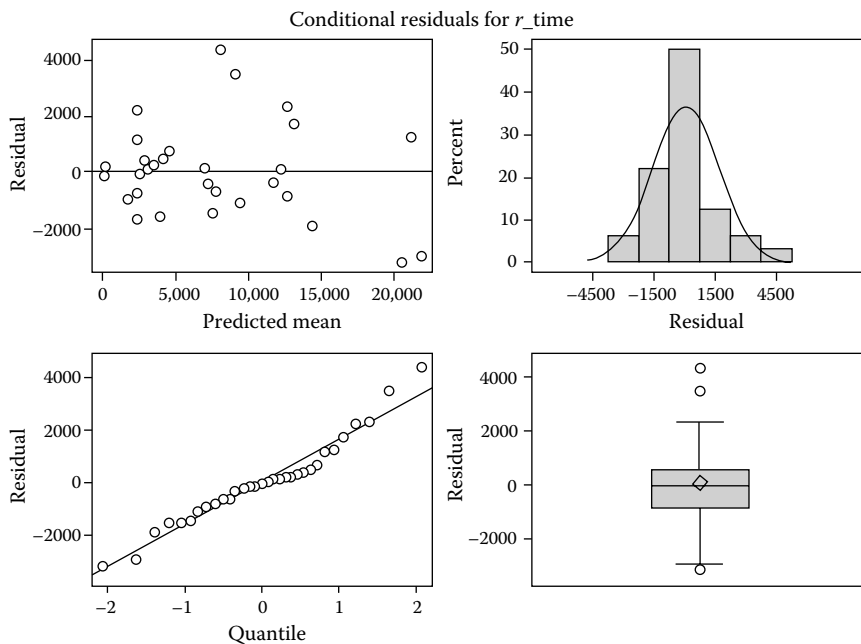 Conditional residuals for r_time
4000
2000
0
−2000
Residual
0 5,000 10,000 15,000 20,000
Predicted mean
50
40
30
20
10
0
Percent
−4500 −1500 1500 4500
Residual
4000
2000
0
−2000
Residual
−2 −1 0 1 2
Quantile
4000
2000
0
−2000
Residual